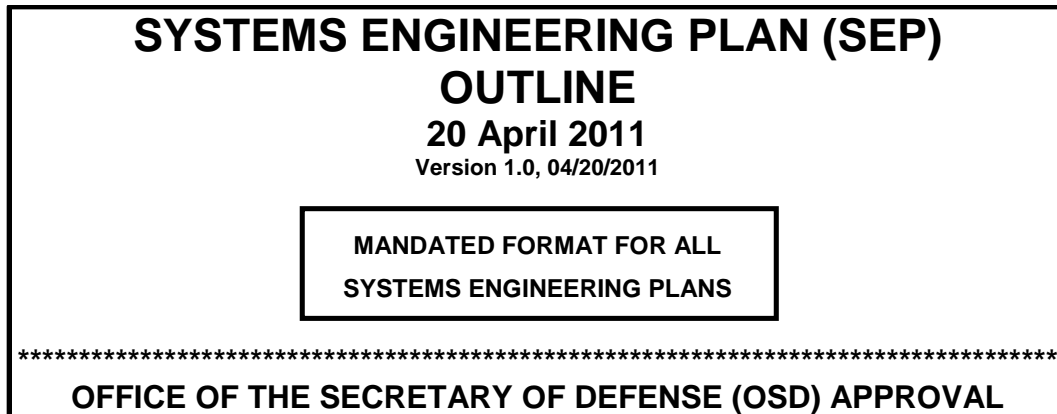 SYSTEMS ENGINEERING PLAN (SEP)
OUTLINE
20 April 2011
Version 1.0, 04/20/2011
MANDATED FORMAT FOR ALL
SYSTEMS ENGINEERING PLANS
*************************************************************************************
OFFICE OF THE SECRETARY OF DEFENSE (OSD) APPROVAL